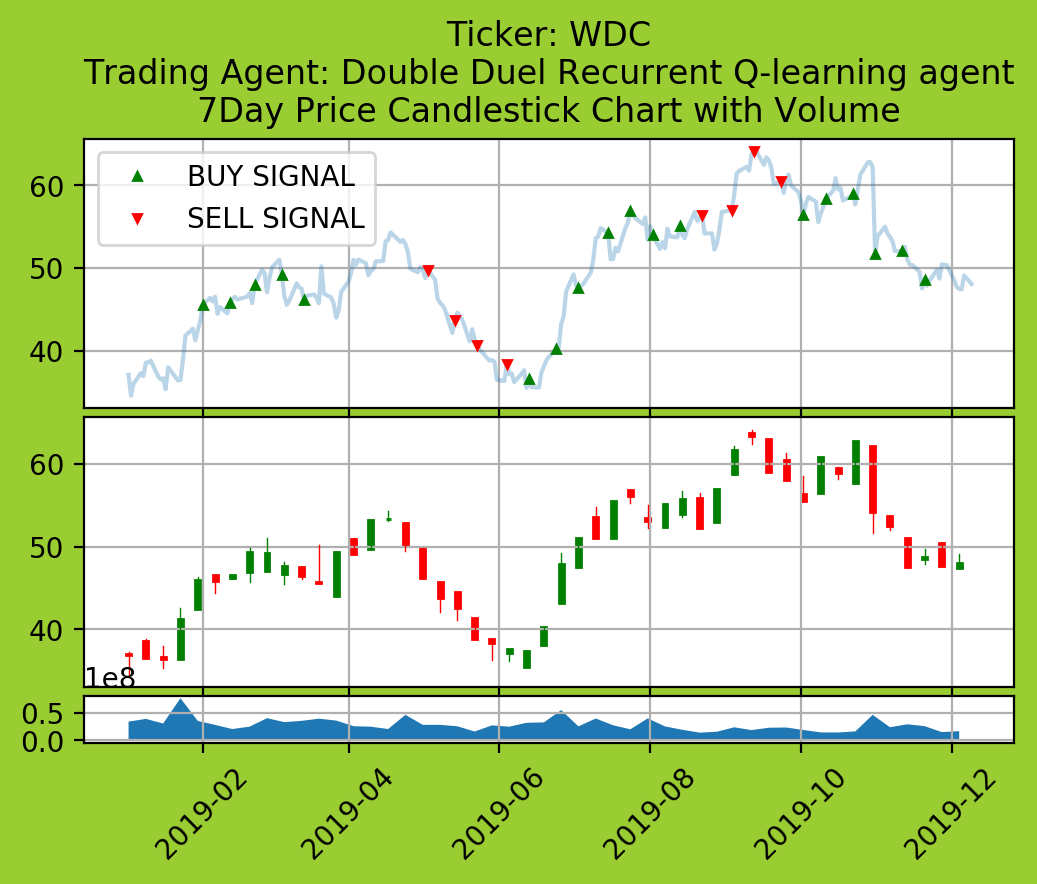 Ticker: WDC
Trading Agent: Double Duel Recurrent Q-learning agent
7Day Price Candlestick Chart with Volume
BUY SIGNAL
SELL SIGNAL
60
50
40
60
50
40
1e8
0.5
0.0
2019-02
2019-04
2019-06
2019-08
2019-10
2019-12